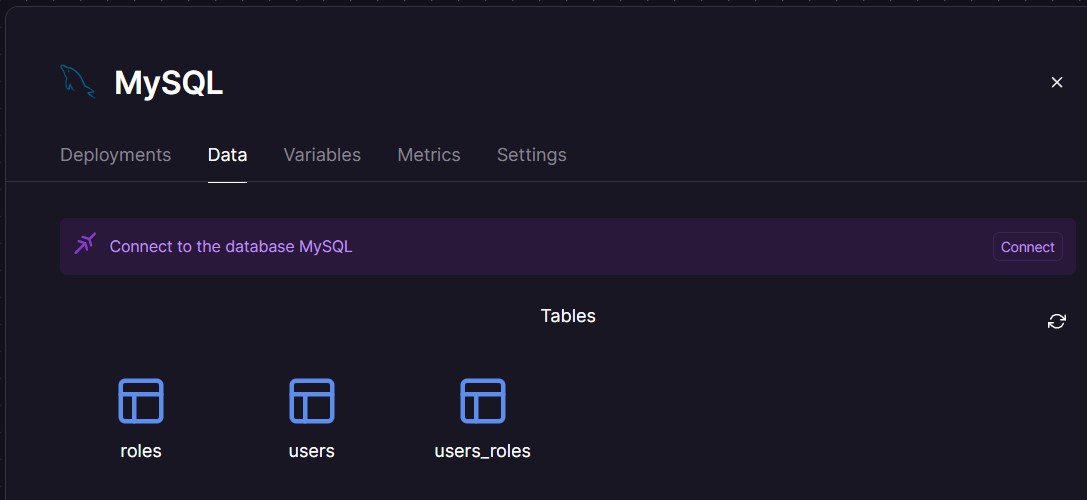 MySQL
Deployments Data Variables Metrics Settings
Connect to the database MySQL Connect
Tables
roles users users_roles